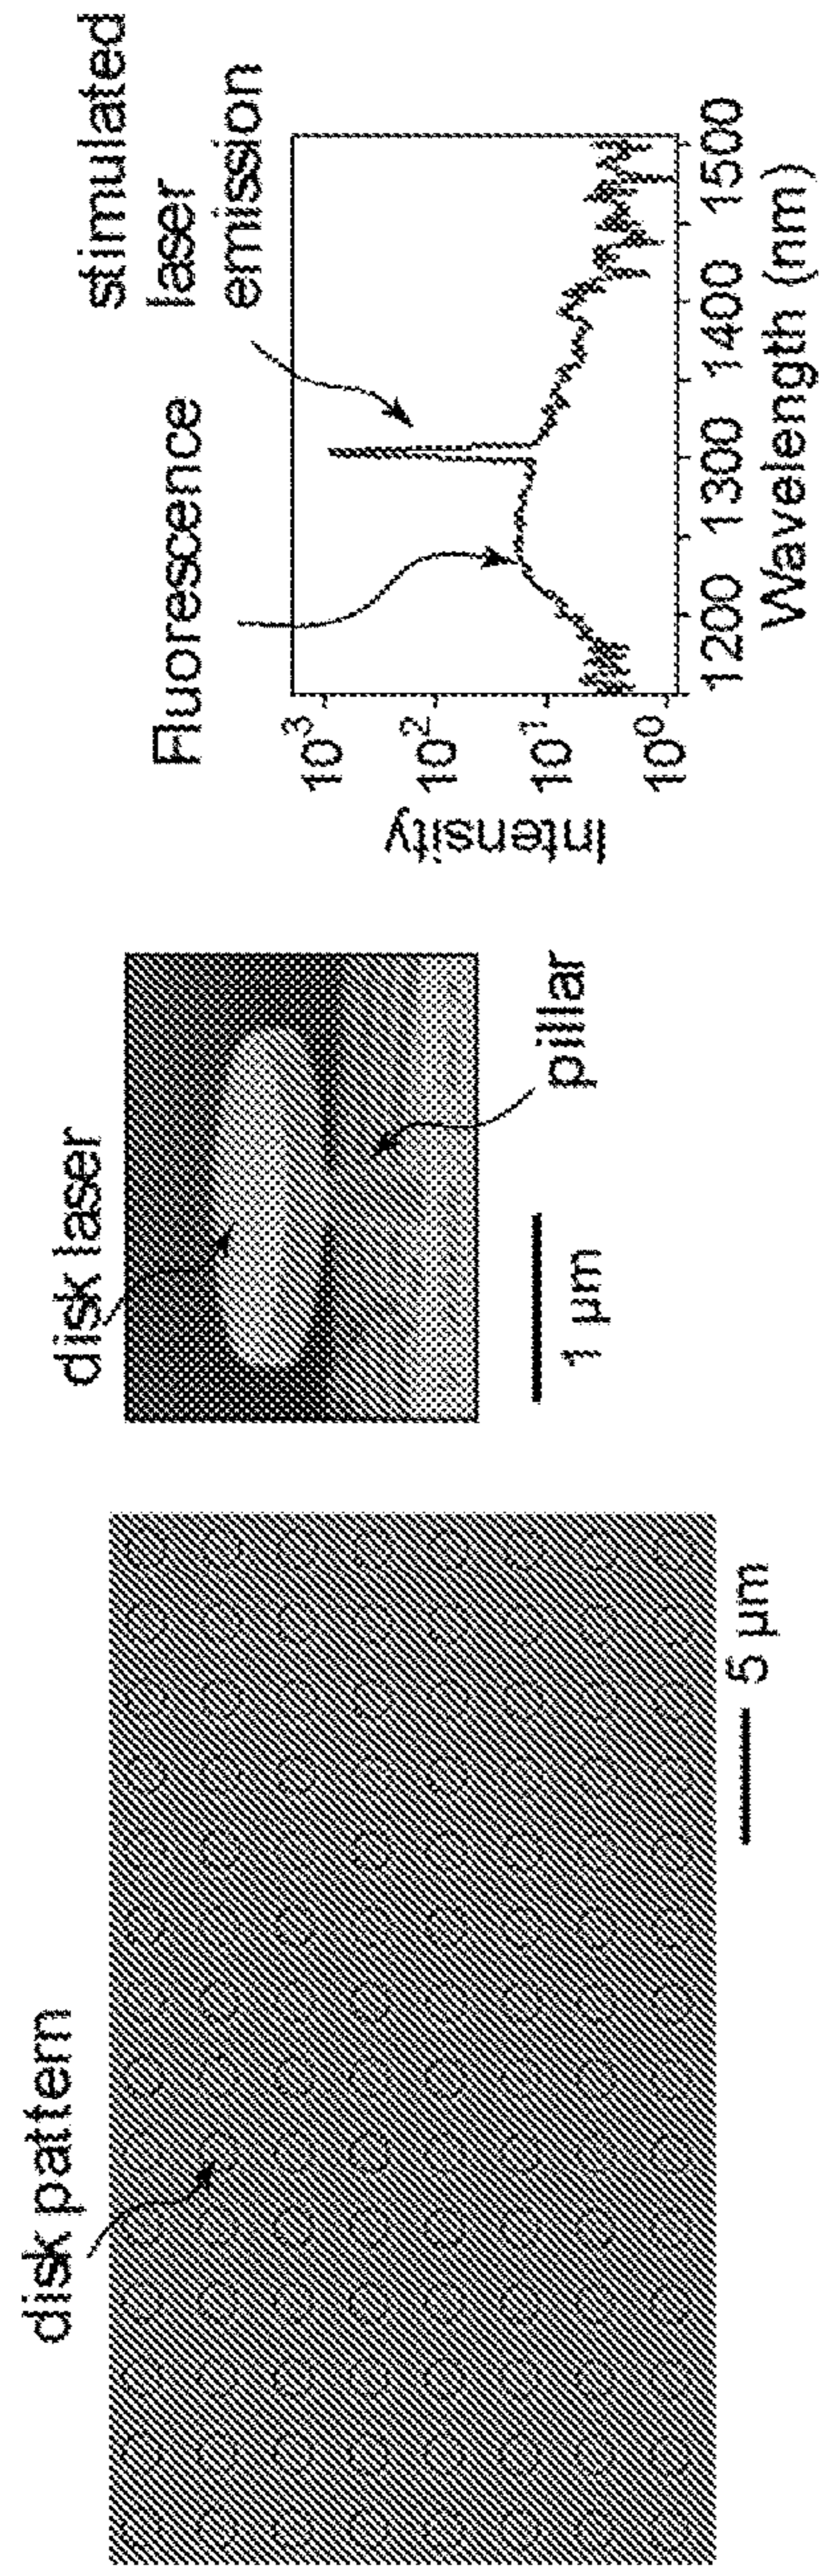 disk pattern
5 µm
disk laser
pillar
1 µm
Fluorescence
stimulated
laser
emission
Intensity
10³
10²
10¹
10⁰
1200 1300 1400 1500
Wavelength (nm)